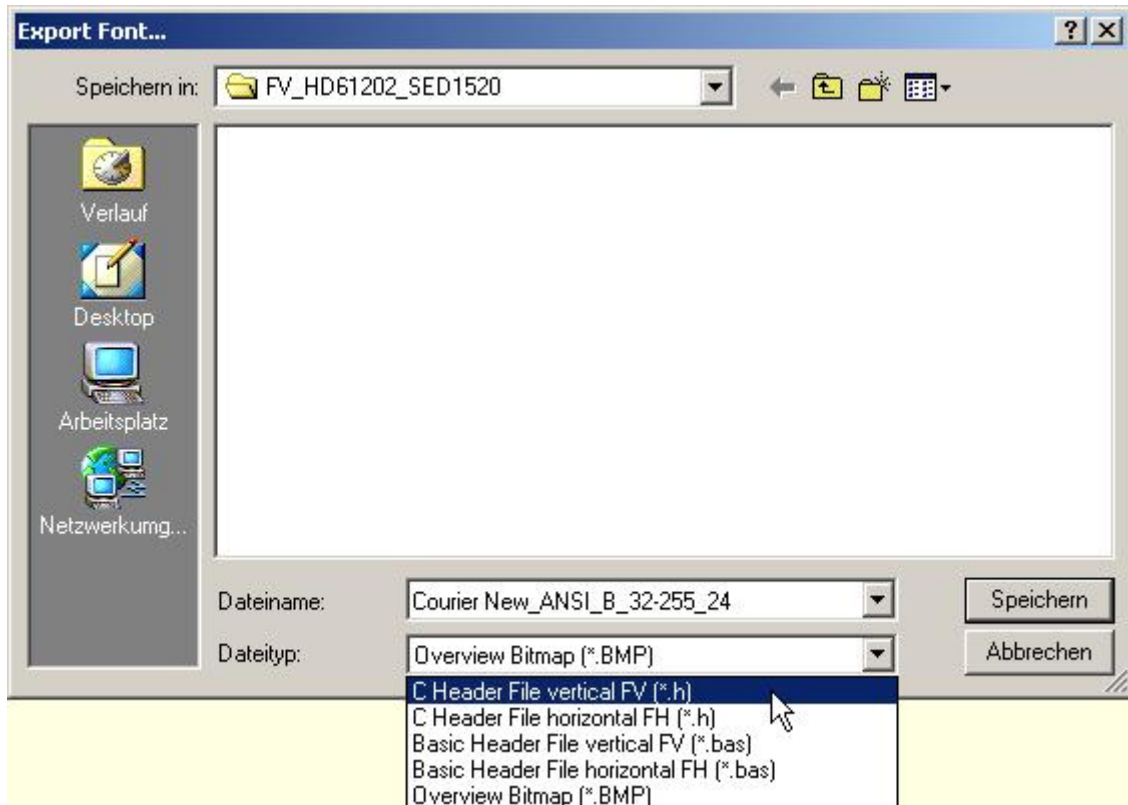 Export Font...
Speichern in: FV_HD61202_SED1520
Verlauf
Desktop
Arbeitsplatz
Netzwerkumg...
Dateiname: Courier New_ANSI_B_32-255_24 Speichern
Dateityp: Overview Bitmap (*.BMP) Abbrechen
C Header File vertical FV (*.h)
C Header File horizontal FH (*.h)
Basic Header File vertical FV (*.bas)
Basic Header File horizontal FH (*.bas)
Overview Bitmap (*.BMP)